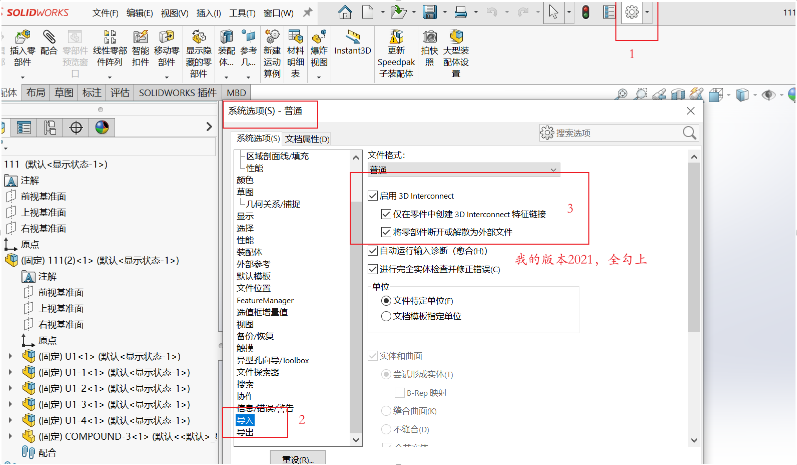 SOLIDWORKS 文件(F) 编辑(E) 视图(V) 插入(I) 工具(T) 窗口(W) 111
1
插入零部件 配合 零部件预览窗口 线性零部件阵列 智能扣件 移动零部件 显示隐藏的零部件 装配体... 参考几... 新建运动算例 材料明细表 爆炸视图 Instant3D 更新Speedpak子装配体 拍快照 大型装配体设置
配体 布局 草图 标注 评估 SOLIDWORKS 插件 MBD
系统选项(S) - 普通
系统选项(S) 文档属性(D) 搜索选项
111 (默认<显示状态-1>)
注解
前视基准面
上视基准面
右视基准面
原点
(固定) 111(2)<1> (默认<显示状态-1>)
注解
前视基准面
上视基准面
右视基准面
原点
(固定) U1<1> (默认<显示状态-1>)
(固定) U1_1<1> (默认<显示状态-1>)
(固定) U1_2<1> (默认<显示状态-1>)
(固定) U1_3<1> (默认<显示状态-1>)
(固定) U1_4<1> (默认<显示状态-1>)
(固定) COMPOUND_3<1> (默认<<默认>
配合
区域剖面线/填充
性能
颜色
草图
几何关系/捕捉
显示
选择
性能
装配体
外部参考
默认模板
文件位置
FeatureManager
选值框增量值
视图
备份/恢复
触摸
异型孔向导/Toolbox
文件探索器
搜索
协作
信息/错误/警告
导入
导出
2
重设(R)...
文件格式:
普通
启用 3D Interconnect
仅在零件中创建 3D Interconnect 特征链接
将零部件断开或解散为外部文件
3
自动运行输入诊断（愈合(H)）
进行完全实体检查并修正错误(C)
我的版本2021，全勾上
单位
文件特定单位(F)
文档模板指定单位
实体和曲面
尝试形成实体(T)
B-Rep 映射
缝合曲面(K)
不缝合(D)